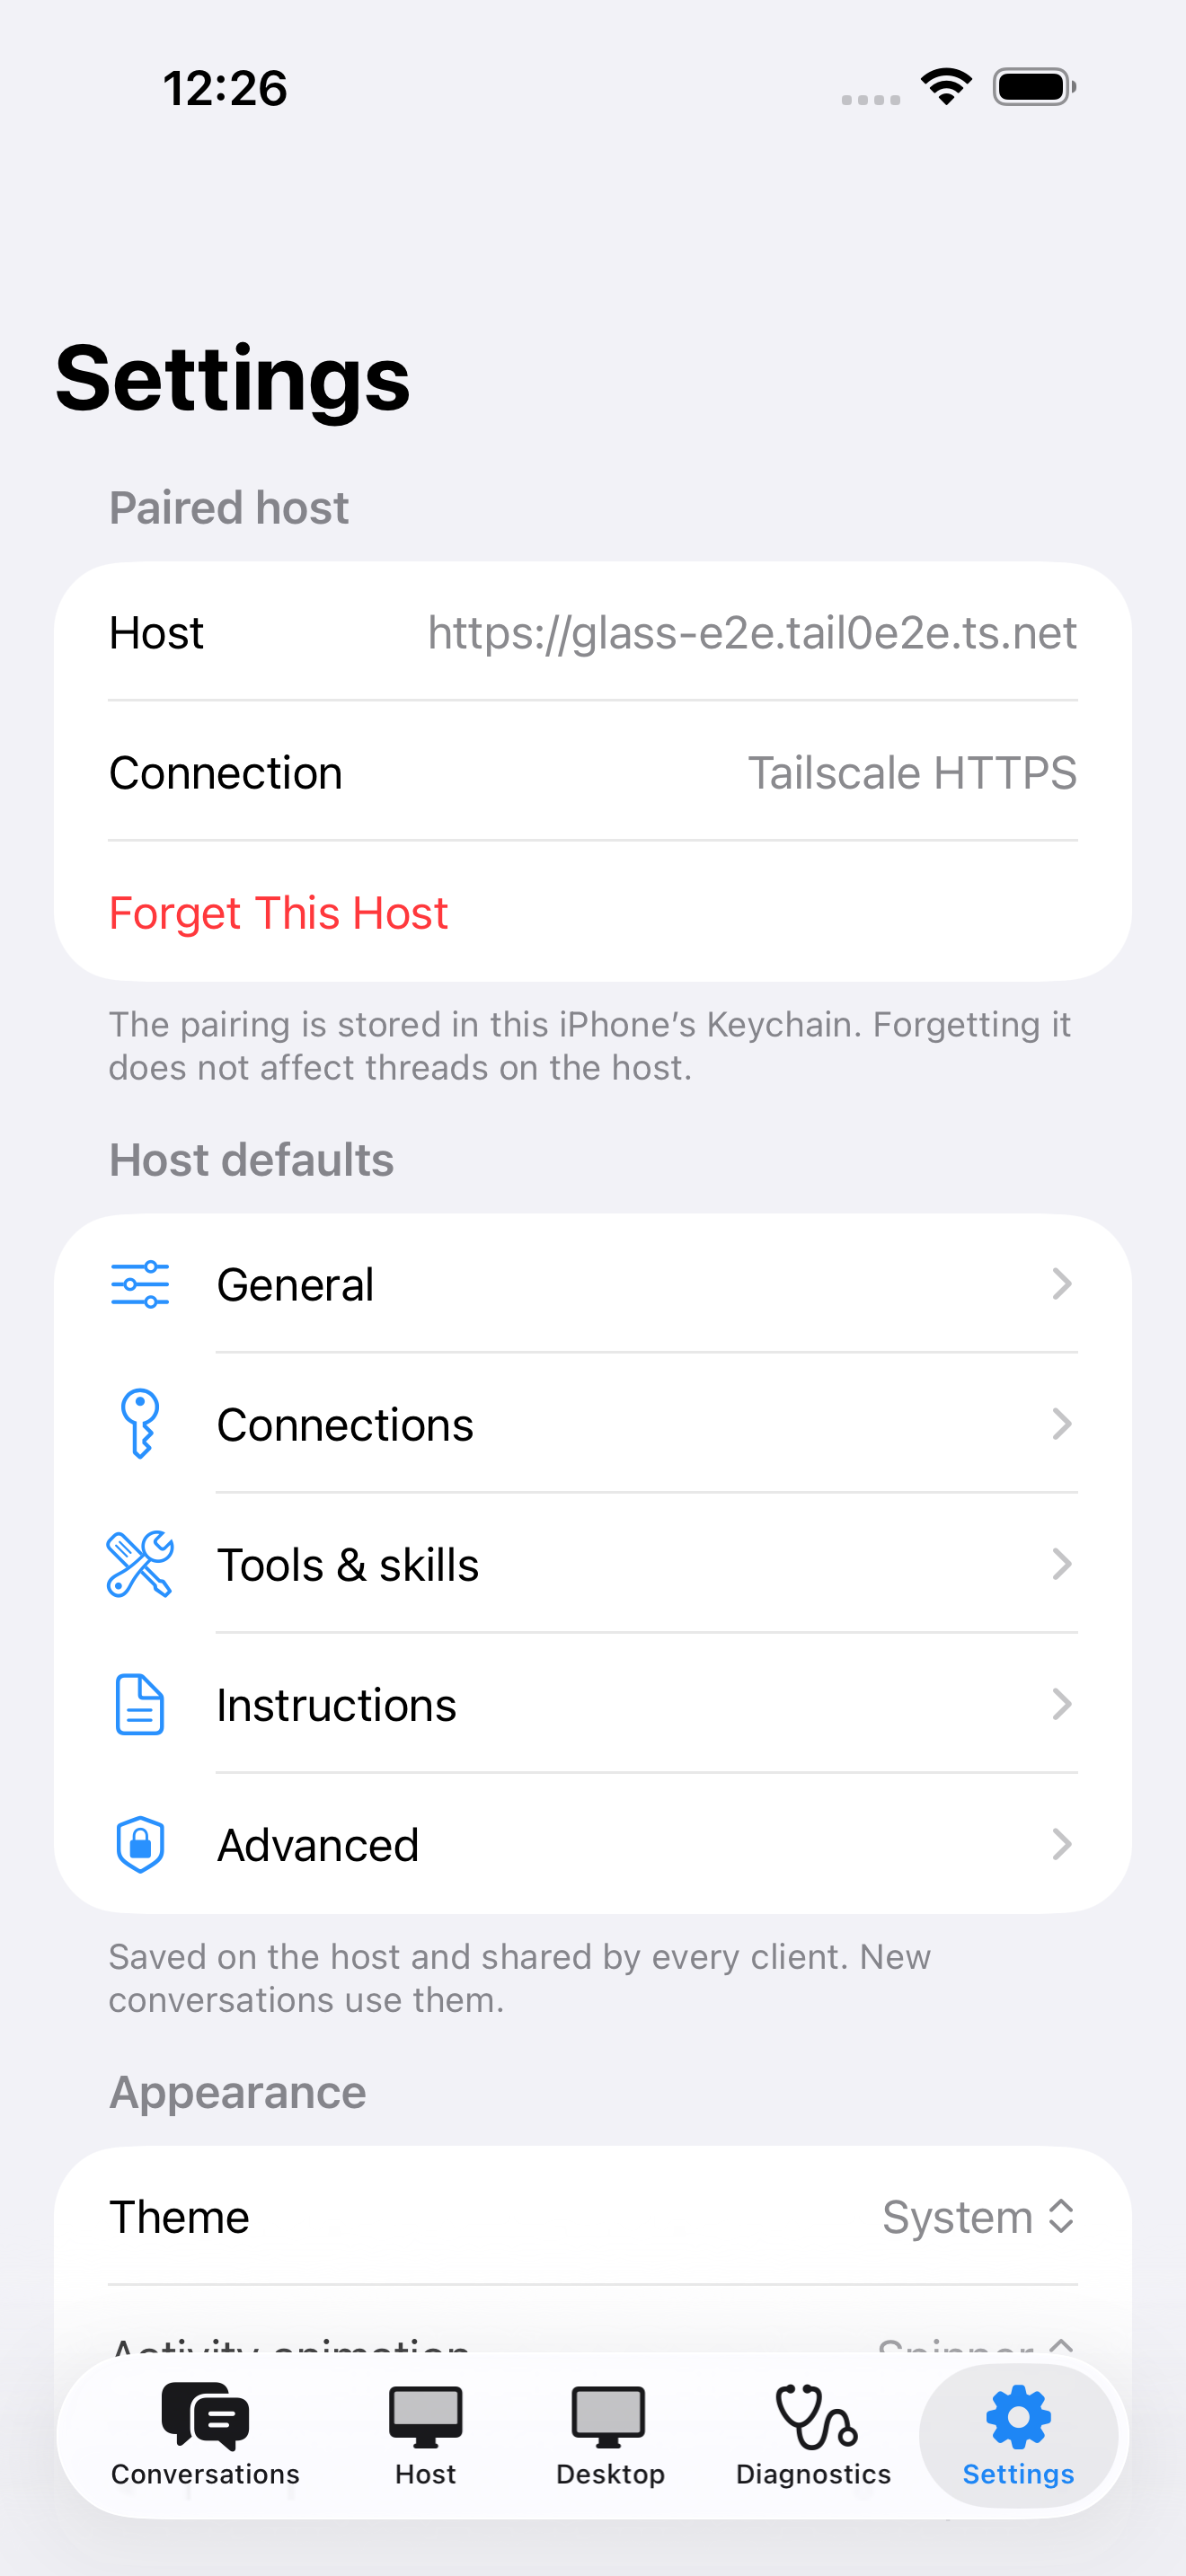 12:26
Settings
Paired host
Host https://glass-e2e.tail0e2e.ts.net
Connection Tailscale HTTPS
Forget This Host
The pairing is stored in this iPhone’s Keychain. Forgetting it
does not affect threads on the host.
Host defaults
General
Connections
Tools & skills
Instructions
Advanced
Saved on the host and shared by every client. New
conversations use them.
Appearance
Theme System
Activity animation Spinner
Conversations Host Desktop Diagnostics Settings